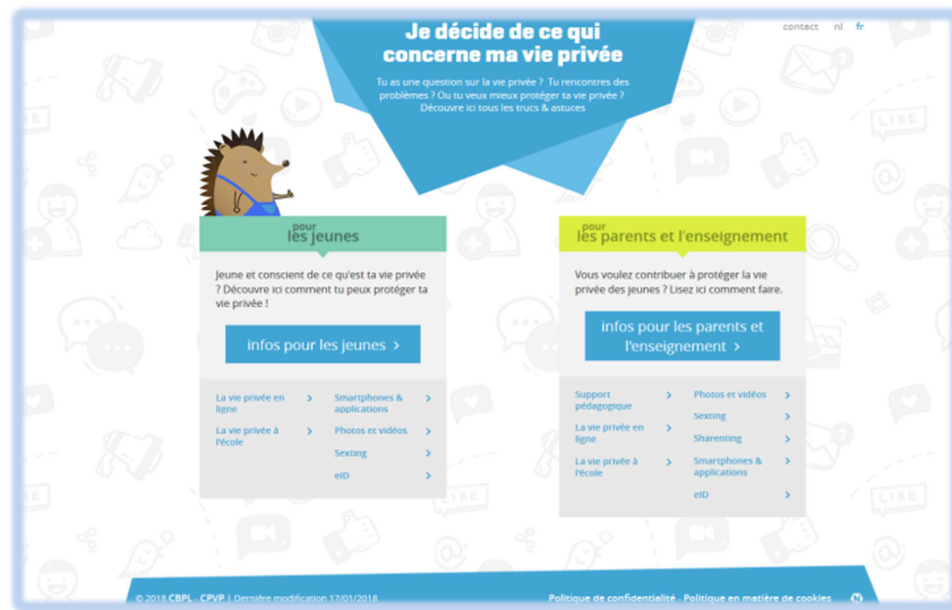 contact nl fr
Je décide de ce qui
concerne ma vie privée
Tu as une question sur la vie privée ? Tu rencontres des
problèmes ? Ou tu veux mieux protéger ta vie privée ?
Découvre ici tous les trucs & astuces
LIKE
LIKE
pour
les jeunes
Jeune et conscient de ce qu'est ta vie privée
? Découvre ici comment tu peux protéger ta
vie privée !
infos pour les jeunes >
La vie privée en
ligne
La vie privée à
l'école
Smartphones &
applications
Photos et vidéos
Sexting
eID
pour
les parents et l'enseignement
Vous voulez contribuer à protéger la vie
privée des jeunes ? Lisez ici comment faire.
infos pour les parents et
l'enseignement >
Support
pédagogique
La vie privée en
ligne
La vie privée à
l'école
Photos et vidéos
Sexting
Sharenting
Smartphones &
applications
eID
LIKE
LIKE
LIKE
© 2018 CBPL - CPVP | Dernière modification 17/01/2018
Politique de confidentialité - Politique en matière de cookies